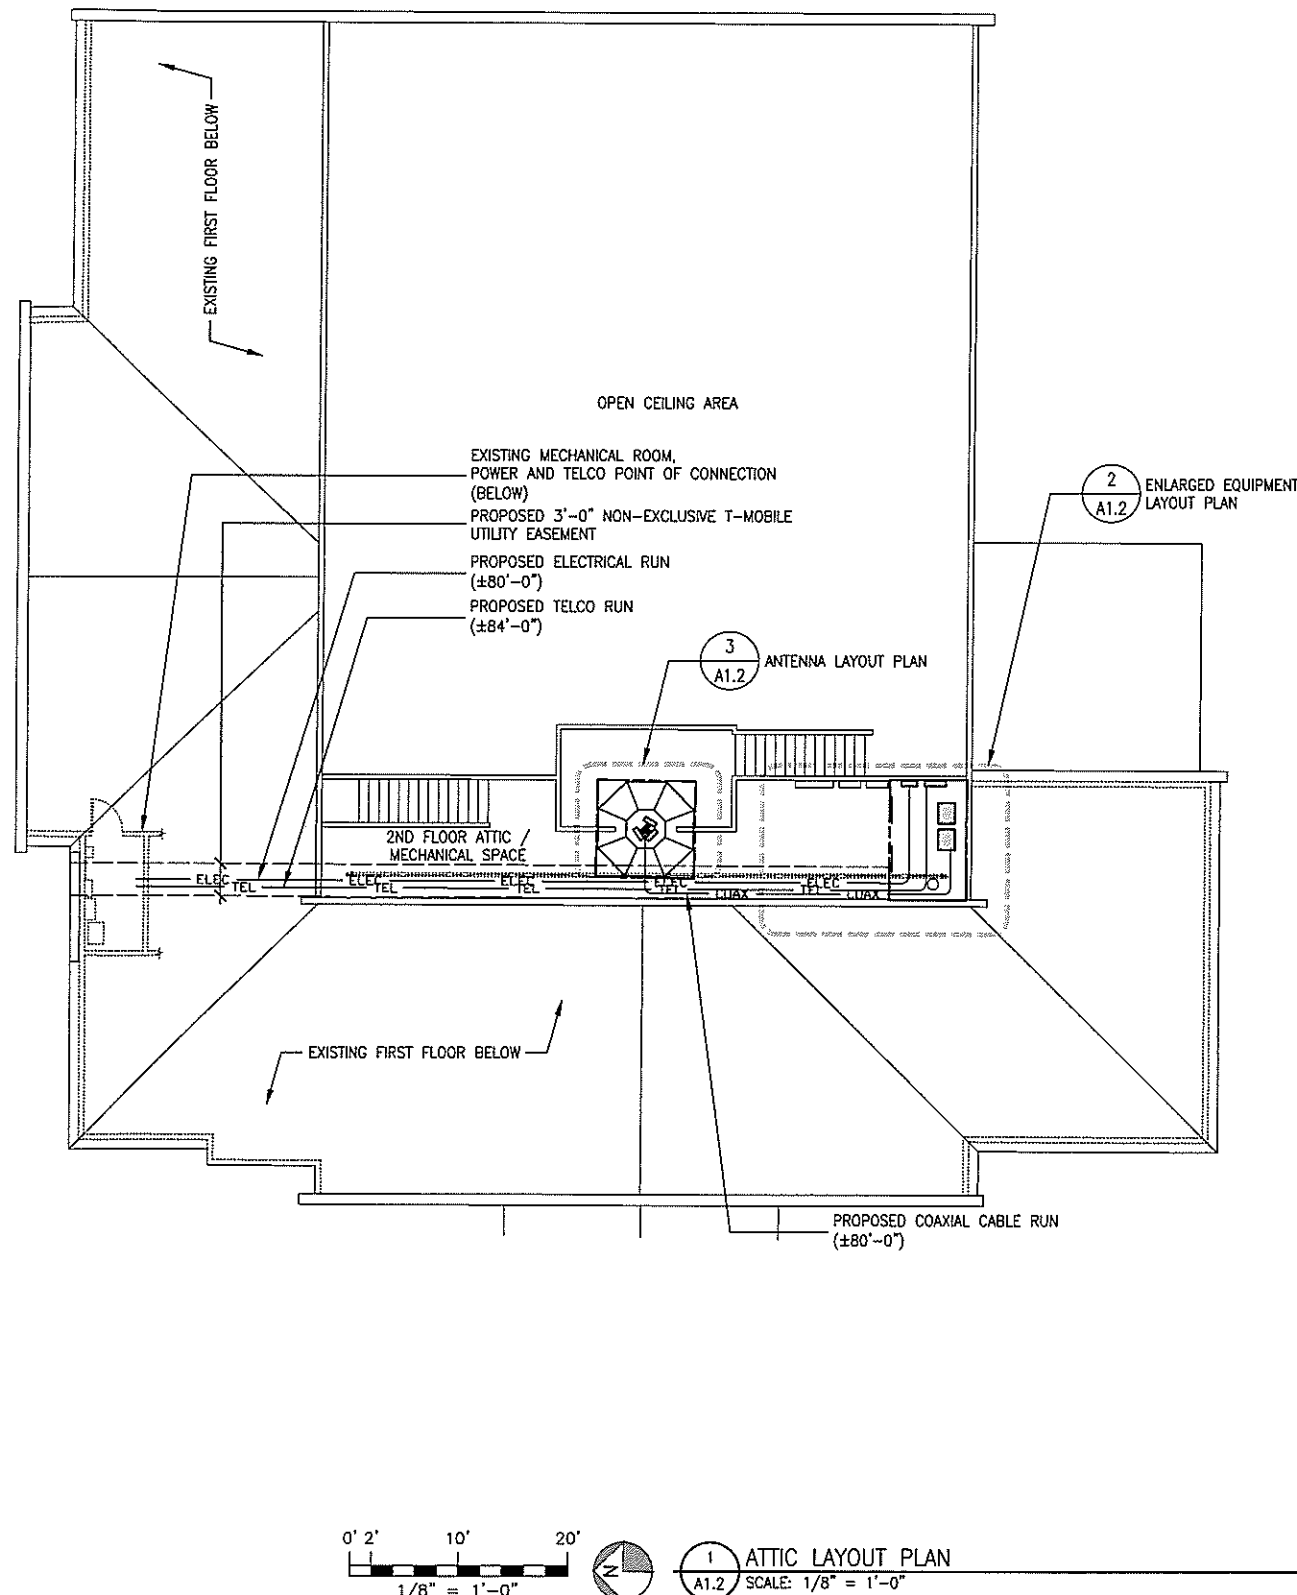 EXISTING FIRST FLOOR BELOW
OPEN CEILING AREA
EXISTING MECHANICAL ROOM,
POWER AND TELCO POINT OF CONNECTION
(BELOW)
PROPOSED 3'-0" NON-EXCLUSIVE T-MOBILE
UTILITY EASEMENT
PROPOSED ELECTRICAL RUN
(±80'-0")
PROPOSED TELCO RUN
(±84'-0")
2
A1.2
ENLARGED EQUIPMENT
LAYOUT PLAN
3
A1.2
ANTENNA LAYOUT PLAN
2ND FLOOR ATTIC /
MECHANICAL SPACE
ELEC ELEC ELEC ELEC ELEC
TEL TEL TEL TEL TEL
COAX COAX
EXISTING FIRST FLOOR BELOW
PROPOSED COAXIAL CABLE RUN
(±80'-0")
0' 2' 10' 20'
1/8" = 1'-0"
N
1
A1.2
ATTIC LAYOUT PLAN
SCALE: 1/8" = 1'-0"